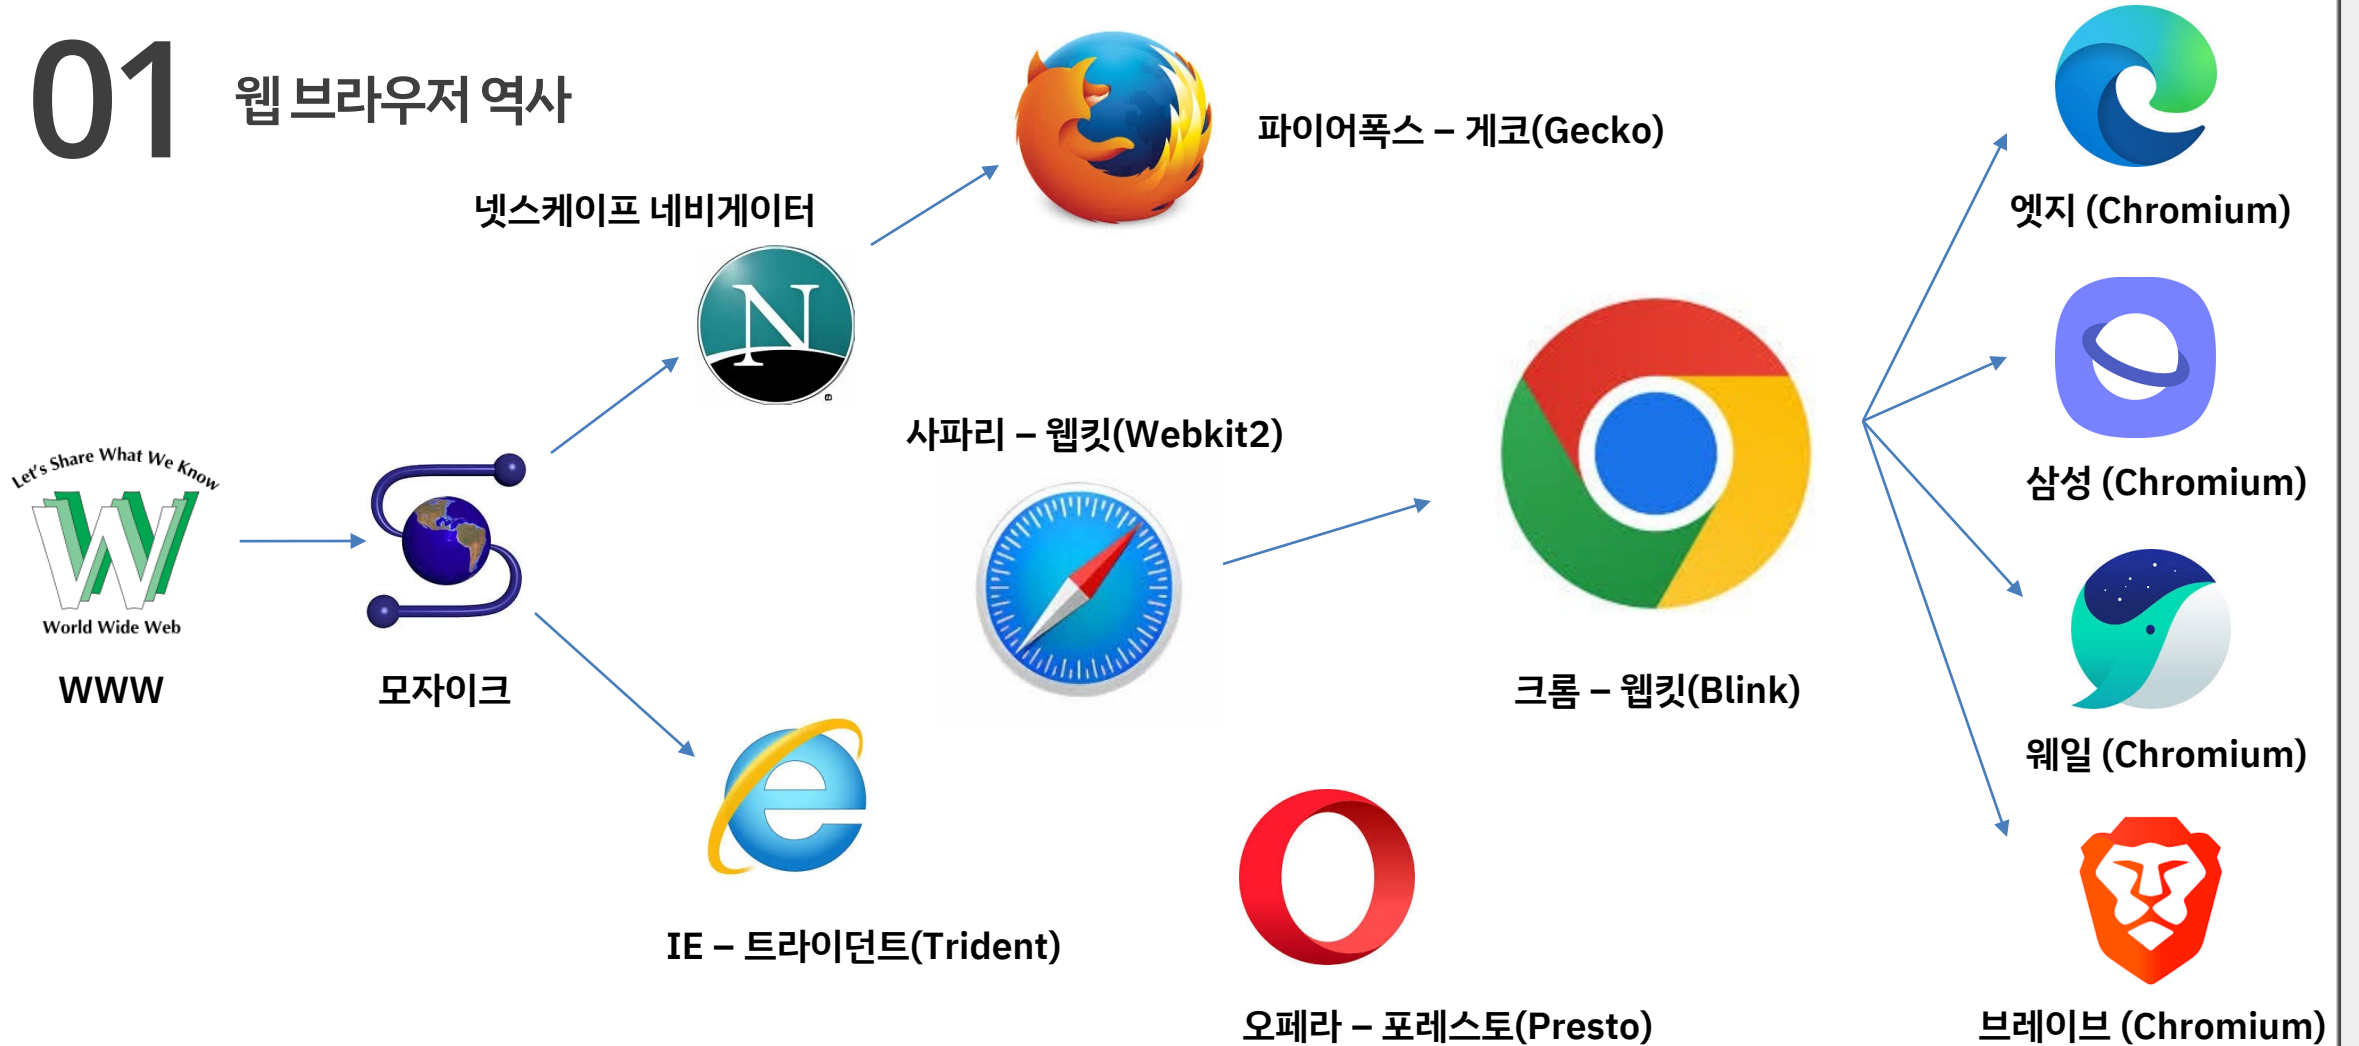 01
웹 브라우저 역사
파이어폭스 – 게코(Gecko)
넷스케이프 네비게이터
N
엣지 (Chromium)
사파리 – 웹킷(Webkit2)
Let's Share What We Know
W
World Wide Web
WWW
모자이크
크롬 – 웹킷(Blink)
삼성 (Chromium)
웨일 (Chromium)
IE – 트라이던트(Trident)
오페라 – 포레스토(Presto)
브레이브 (Chromium)